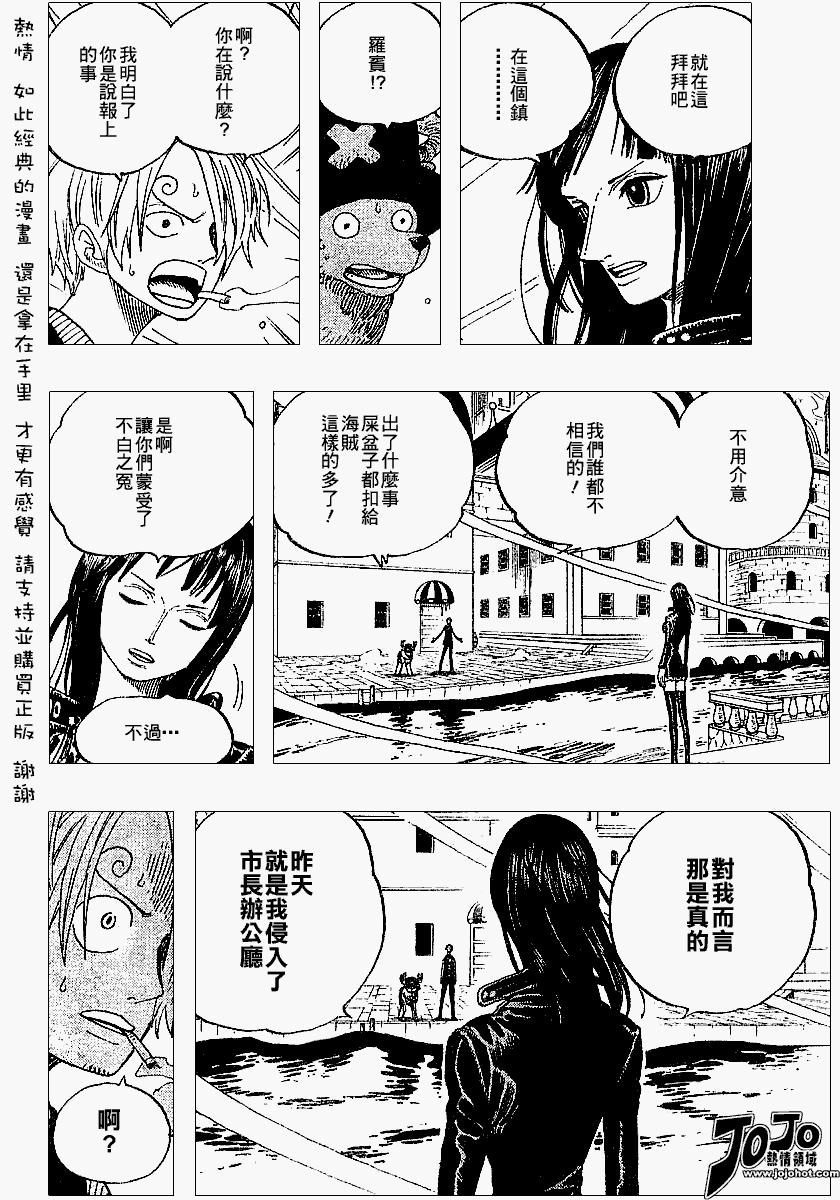 就在這
拜拜吧
在這個鎮
…………
羅賓!?
啊?
你在說什麼?
我明白了
你是說報上
的事
不用介意
我們誰都不
相信的!
出了什麼事
屎盆子都扣給
海賊
這樣的多了!
是啊
讓你們蒙受了
不白之冤
不過…
對我而言
那是真的
昨天
就是我侵入了
市長辦公廳
啊?
熱情 如此經典的漫畫 還是拿在手里 才更有感覺 請支持並購買正版 謝謝
JOJO
熱情領域
www.jojohot.com